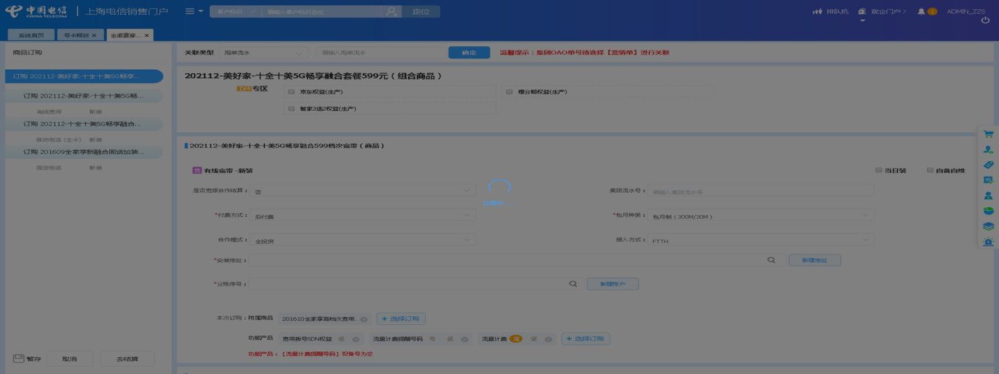 中国电信 CHINA TELECOM 上海电信销售门户 客户标识 请输入客户标识定位 定位 排队机 政企门户 1 ADMIN_ZZS
系统首页 号卡释放 × 全渠道穿... ×
商品订购
订购 202112-美好家-十全十美5G畅享...
订购 202112-美好家-十全十美5G畅...
有线宽带 新装
订购 202112-十全十美5G畅享融合...
移动电话 (主卡) 新装
订购 201609全家享新融合固话加装...
固定电话 新装
暂存 取消 去结算
关联类型 甩单流水 请输入甩单流水 确定 温馨提示：集团OAO单号请选择【营销单】进行关联
202112-美好家-十全十美5G畅享融合套餐599元（组合商品）
权益专区 京东权益(生产) 橙分期权益(生产)
智家3选2权益(生产)
202112-美好家-十全十美5G畅享融合599档次宽带（商品）
宽 有线宽带 -新装 当日装 自备自维
是否宽频合作结算： 否 集团流水号： 请输入集团流水号
*付费方式： 后付费 *包月种类： 包月制（300M/30M）
合作模式： 全投资 接入方式： FTTH
*安装地址： 新建地址
*分账序号： 新建账户
加载中......
本次订购： 附属商品 201610全家享高档次宽带. + 选择订购
功能产品 宽带拨号SDN权益 促 流量计费提醒号码 号 促 流量计费 促 + 选择订购
功能产品：【流量计费提醒号码】设备号为空